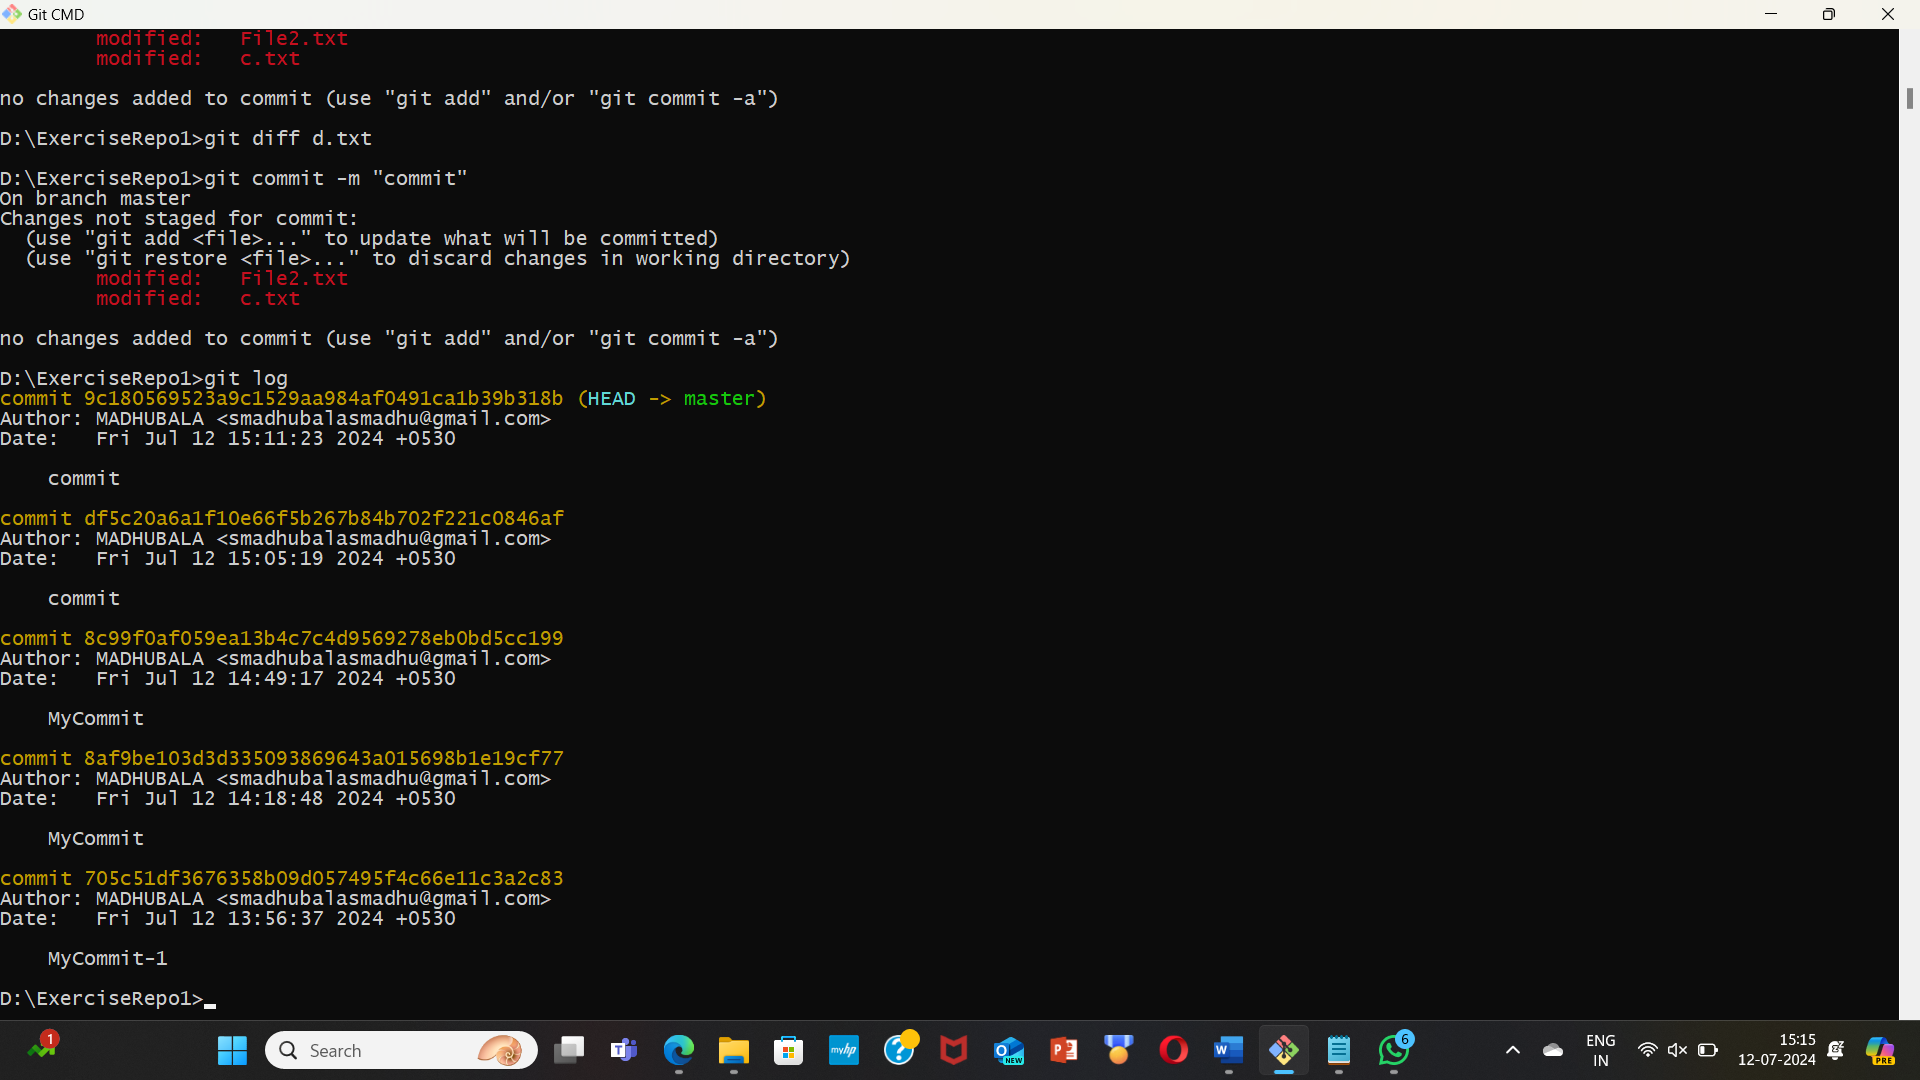 Git CMD
        modified:   File2.txt
        modified:   c.txt

no changes added to commit (use "git add" and/or "git commit -a")

D:\ExerciseRepo1>git diff d.txt

D:\ExerciseRepo1>git commit -m "commit"
On branch master
Changes not staged for commit:
  (use "git add <file>..." to update what will be committed)
  (use "git restore <file>..." to discard changes in working directory)
        modified:   File2.txt
        modified:   c.txt

no changes added to commit (use "git add" and/or "git commit -a")

D:\ExerciseRepo1>git log
commit 9c180569523a9c1529aa984af0491ca1b39b318b (HEAD -> master)
Author: MADHUBALA <smadhubalasmadhu@gmail.com>
Date:   Fri Jul 12 15:11:23 2024 +0530

    commit

commit df5c20a6a1f10e66f5b267b84b702f221c0846af
Author: MADHUBALA <smadhubalasmadhu@gmail.com>
Date:   Fri Jul 12 15:05:19 2024 +0530

    commit

commit 8c99f0af059ea13b4c7c4d9569278eb0bd5cc199
Author: MADHUBALA <smadhubalasmadhu@gmail.com>
Date:   Fri Jul 12 14:49:17 2024 +0530

    MyCommit

commit 8af9be103d3d335093869643a015698b1e19cf77
Author: MADHUBALA <smadhubalasmadhu@gmail.com>
Date:   Fri Jul 12 14:18:48 2024 +0530

    MyCommit

commit 705c51df3676358b09d057495f4c66e11c3a2c83
Author: MADHUBALA <smadhubalasmadhu@gmail.com>
Date:   Fri Jul 12 13:56:37 2024 +0530

    MyCommit-1

D:\ExerciseRepo1>
1
Search
myhp
NEW
6
ENG
IN
15:15
12-07-2024
PRE